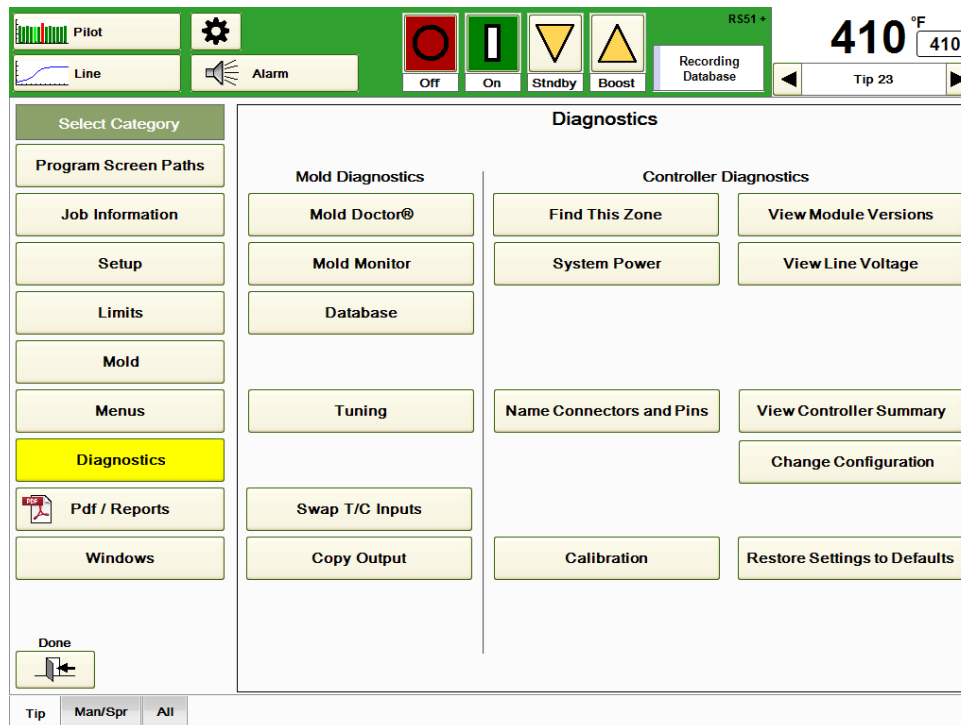 Pilot
Line
Alarm
Off
On
Stndby
Boost
RS51 +
Recording
Database
410 °F
410
Tip 23
Select Category
Program Screen Paths
Job Information
Setup
Limits
Mold
Menus
Diagnostics
PDF
Pdf / Reports
Windows
Done
Diagnostics
Mold Diagnostics
Mold Doctor®
Mold Monitor
Database
Tuning
Swap T/C Inputs
Copy Output
Controller Diagnostics
Find This Zone
View Module Versions
System Power
View Line Voltage
Name Connectors and Pins
View Controller Summary
Change Configuration
Calibration
Restore Settings to Defaults
Tip
Man/Spr
All